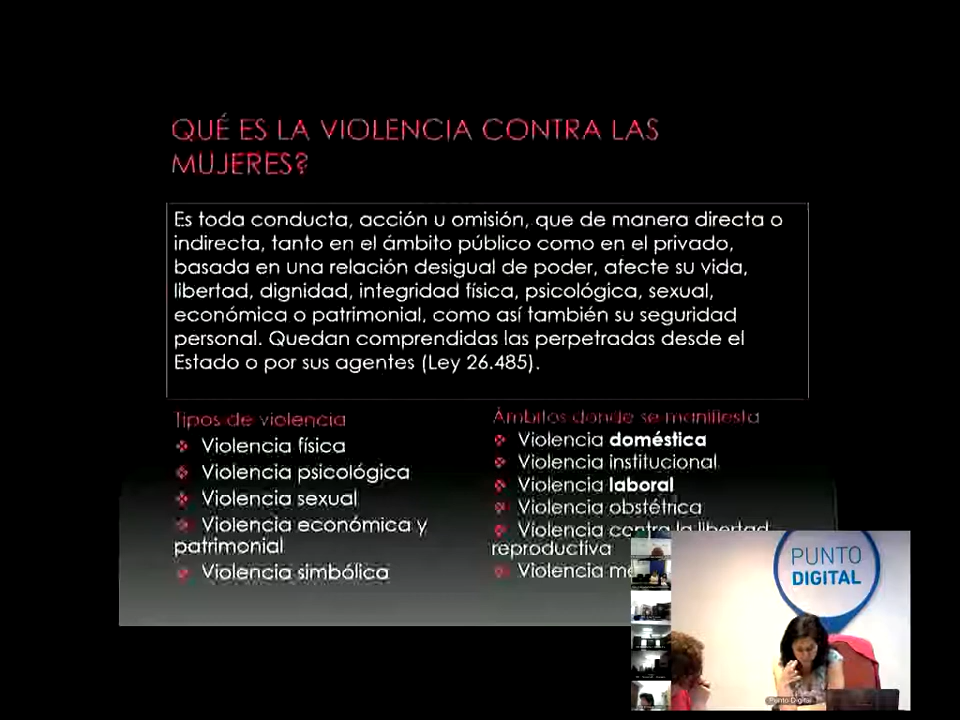 QUÉ ES LA VIOLENCIA CONTRA LAS
MUJERES?
Es toda conducta, acción u omisión, que de manera directa o
indirecta, tanto en el ámbito público como en el privado,
basada en una relación desigual de poder, afecte su vida,
libertad, dignidad, integridad física, psicológica, sexual,
económica o patrimonial, como así también su seguridad
personal. Quedan comprendidas las perpetradas desde el
Estado o por sus agentes (Ley 26.485).
Tipos de violencia
Violencia física
Violencia psicológica
Violencia sexual
Violencia económica y
patrimonial
Violencia simbólica
Ámbitos donde se manifiesta
Violencia doméstica
Violencia institucional
Violencia laboral
Violencia obstétrica
Violencia contra la libertad
reproductiva
Violencia
PUNTO
DIGITAL
Punto Digital